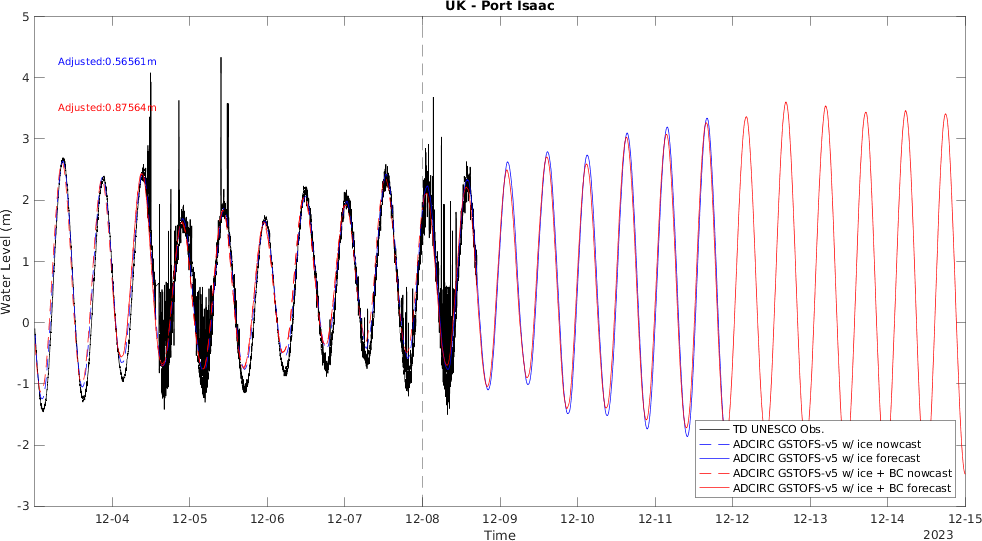 UK - Port Isaac
5
4
3
2
1
0
-1
-2
-3
Water Level (m)
Adjusted:0.56561m
Adjusted:0.87564m
TD UNESCO Obs.
ADCIRC GSTOFS-v5 w/ ice nowcast
ADCIRC GSTOFS-v5 w/ ice forecast
ADCIRC GSTOFS-v5 w/ ice + BC nowcast
ADCIRC GSTOFS-v5 w/ ice + BC forecast
12-04 12-05 12-06 12-07 12-08 12-09 12-10 12-11 12-12 12-13 12-14 12-15
Time
2023